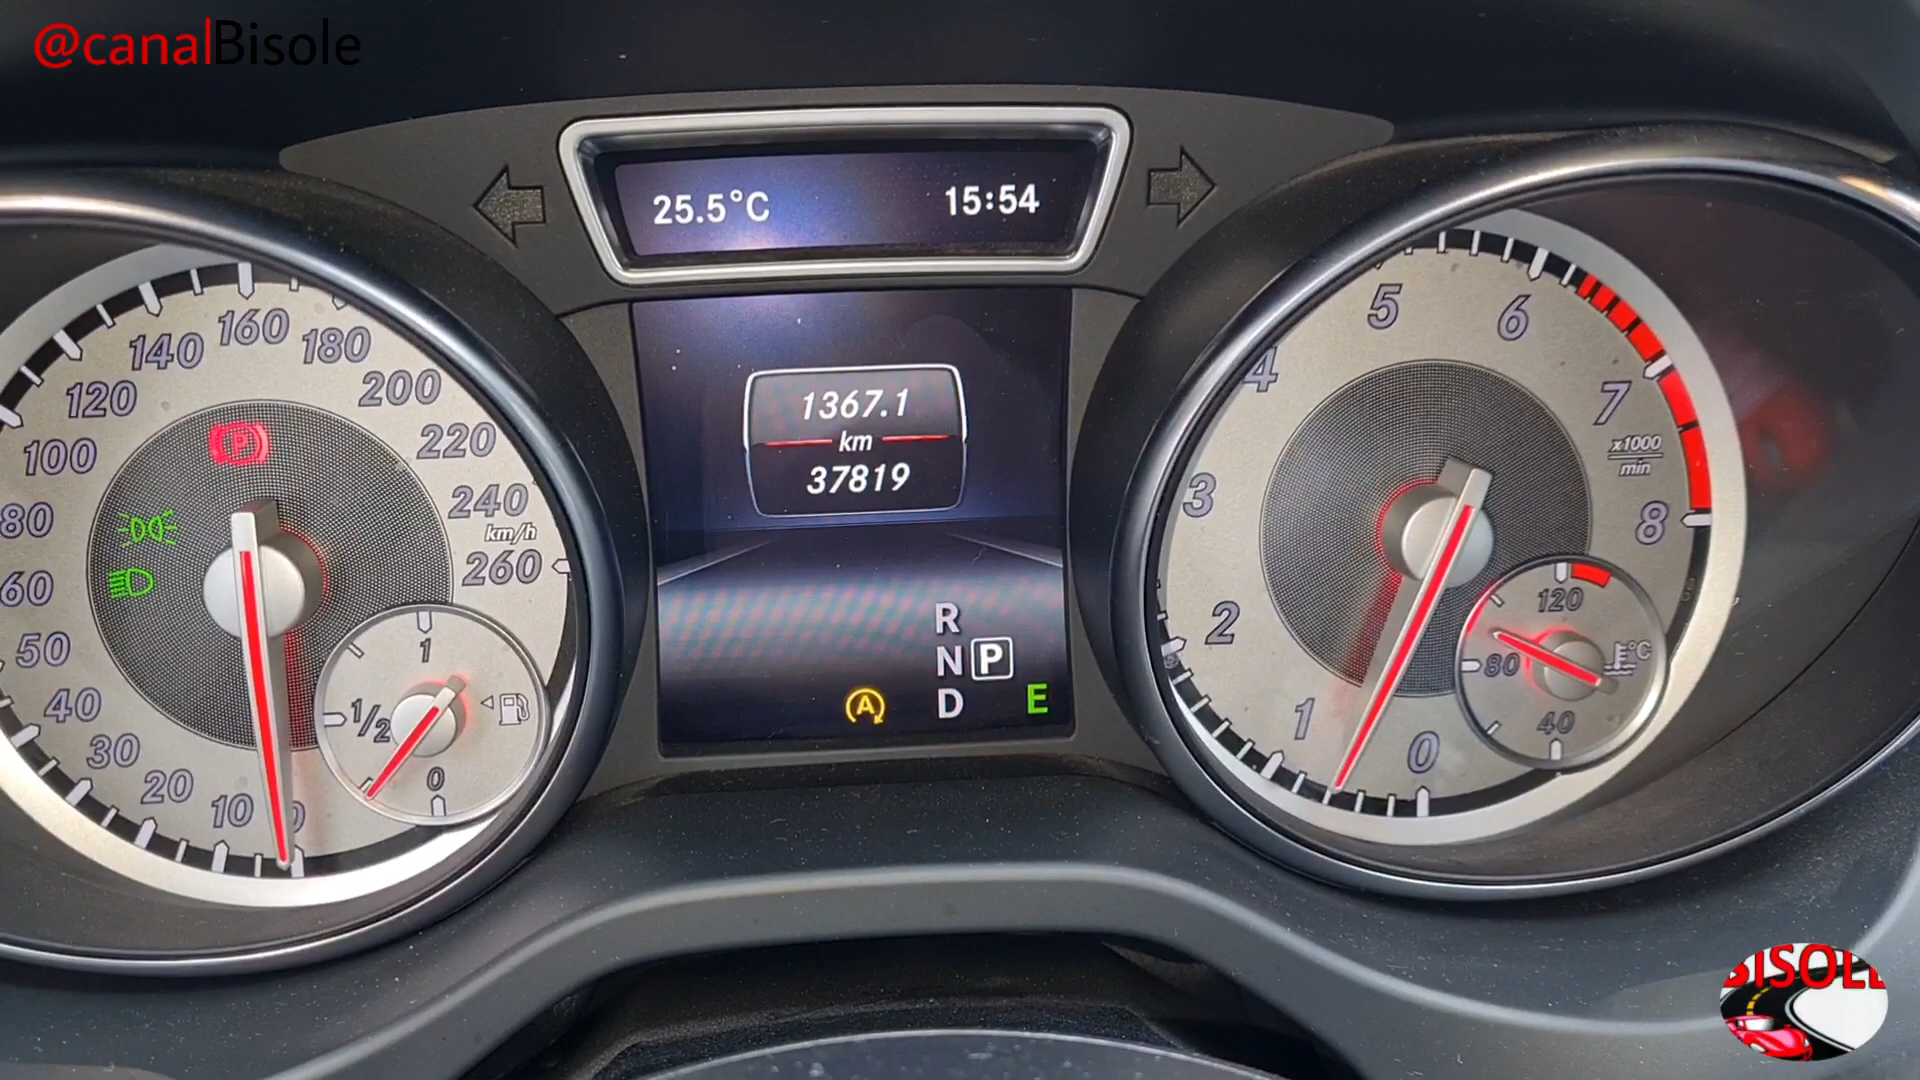 @canalBisole
25.5°C 15:54
1367.1
km
37819
R
N P
D E
A
10
20
30
40
50
60
80
100
120
140
160
180
200
220
240
km/h
260
P
1
1/2
0
0
1
2
3
4
5
6
7
8
x1000
min
120
80
40
°C
BISOLE